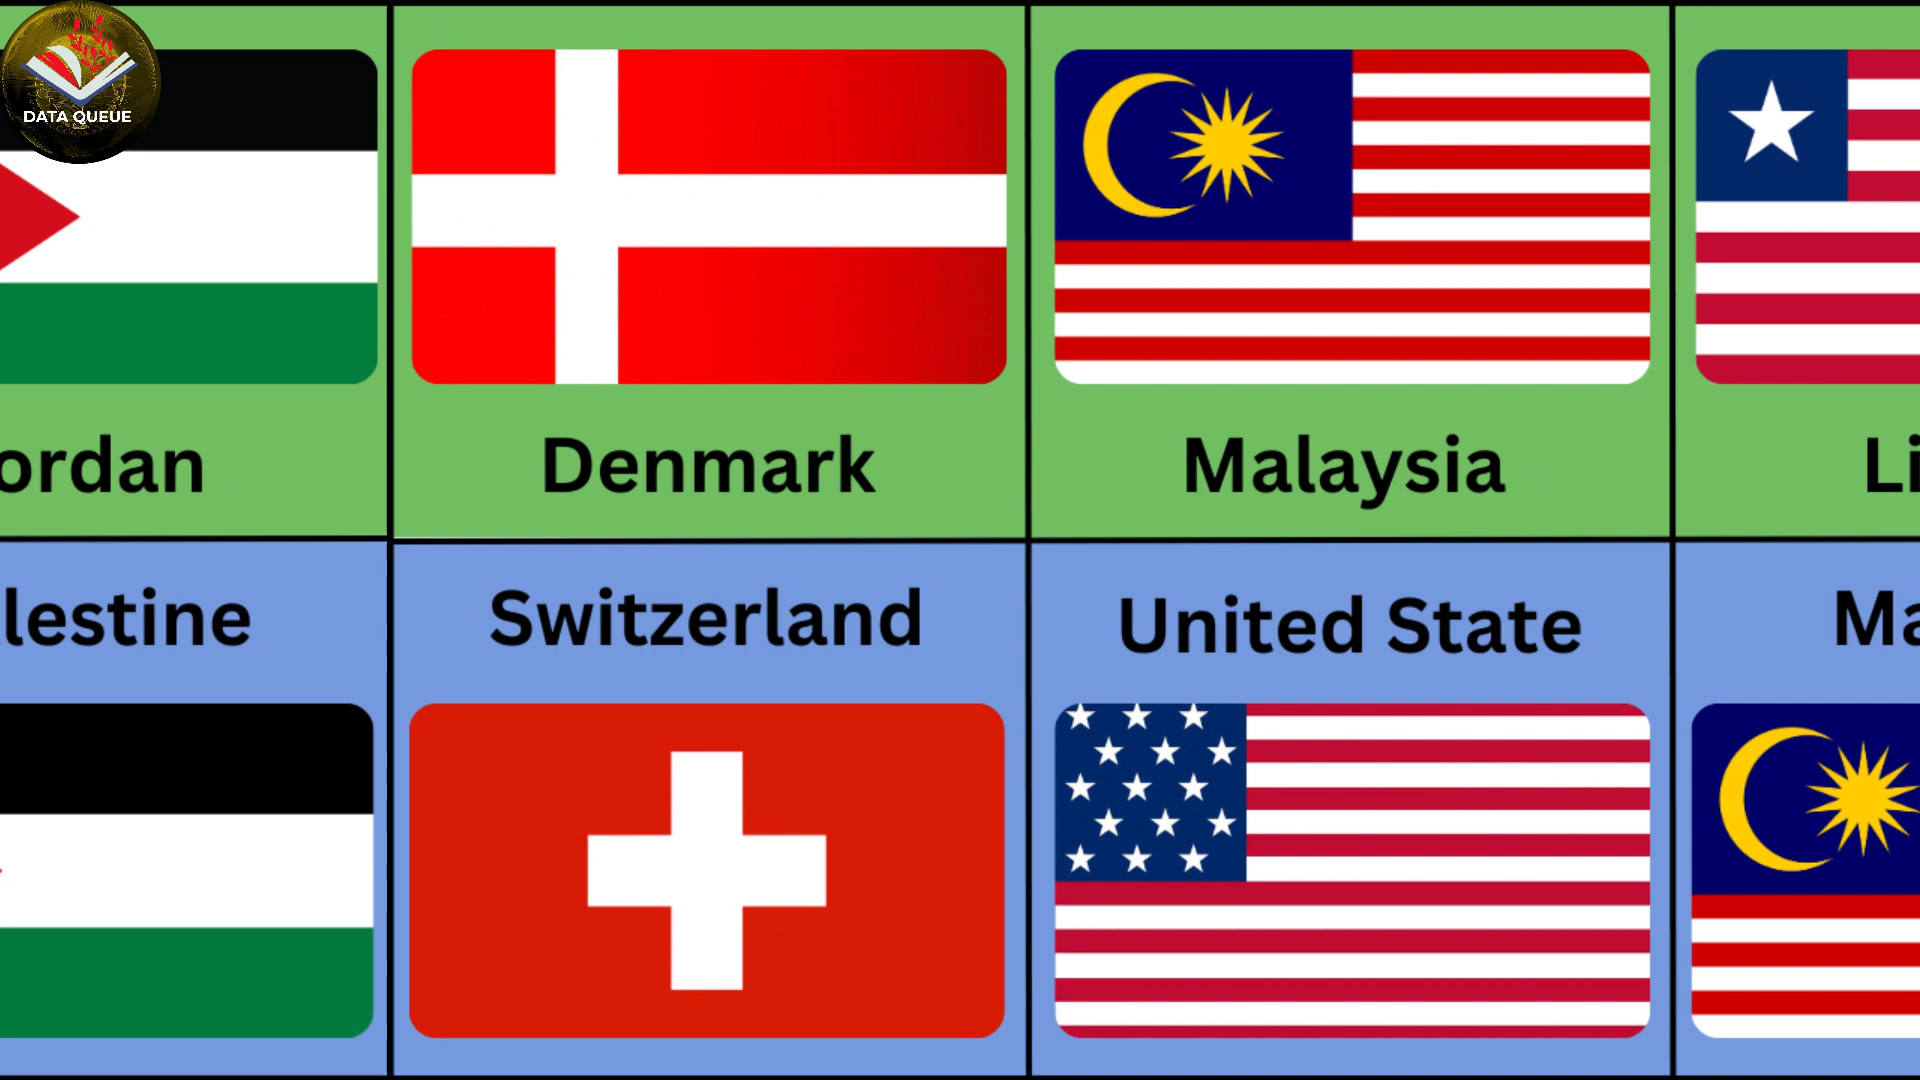 DATA QUEUE
ordan
Denmark
Malaysia
Li
lestine
Switzerland
United State
Ma